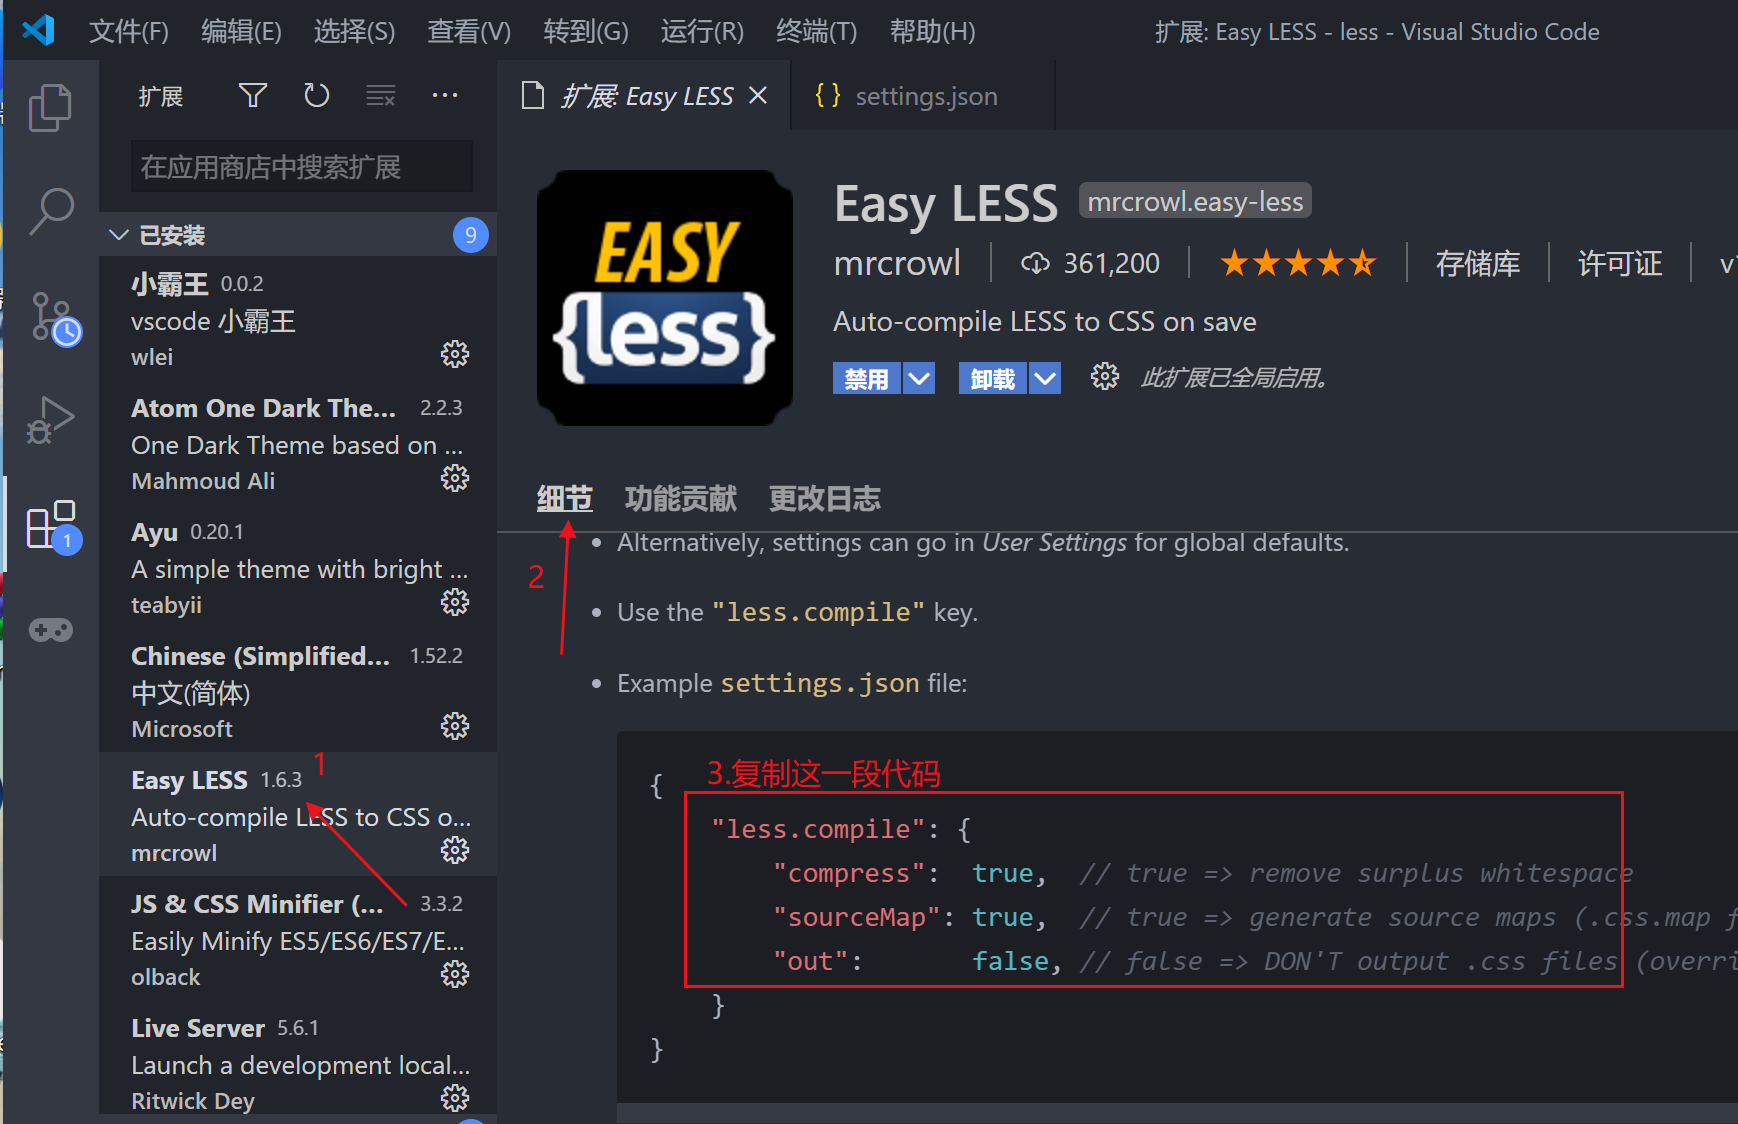 文件(F) 编辑(E) 选择(S) 查看(V) 转到(G) 运行(R) 终端(T) 帮助(H) 扩展: Easy LESS - less - Visual Studio Code
扩展
在应用商店中搜索扩展
已安装 9
小霸王 0.0.2
vscode 小霸王
wlei
Atom One Dark The... 2.2.3
One Dark Theme based on ...
Mahmoud Ali
Ayu 0.20.1
A simple theme with bright ...
teabyii
Chinese (Simplified... 1.52.2
中文(简体)
Microsoft
Easy LESS 1.6.3
1
Auto-compile LESS to CSS o...
mrcrowl
JS & CSS Minifier (... 3.3.2
Easily Minify ES5/ES6/ES7/E...
olback
Live Server 5.6.1
Launch a development local...
Ritwick Dey
1
扩展: Easy LESS
{} settings.json
EASY
{less}
Easy LESS mrcrowl.easy-less
mrcrowl 361,200 存储库 许可证 v
Auto-compile LESS to CSS on save
禁用 卸载 此扩展已全局启用。
细节 功能贡献 更改日志
2
• Alternatively, settings can go in User Settings for global defaults.
• Use the "less.compile" key.
• Example settings.json file:
3.复制这一段代码
{
"less.compile": {
"compress": true, // true => remove surplus whitespace
"sourceMap": true, // true => generate source maps (.css.map f
"out": false, // false => DON'T output .css files (overri
}
}